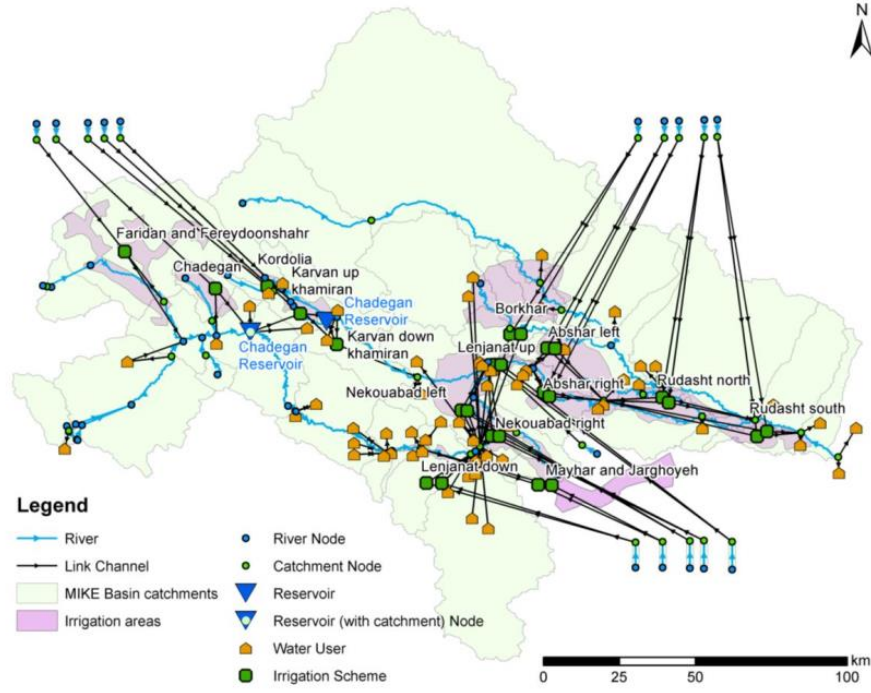 N
Faridan and Fereydoonshahr
Chadegan
Kordolia
Karvan up
khamiran
Chadegan
Reservoir
Chadegan
Reservoir
Karvan down
khamiran
Borkhar
Abshar left
Lenjanat up
Nekouabad left
Abshar right
Rudasht north
Rudasht south
Nekouabad right
Lenjanat down
Mayhar and Jarghoyeh
Legend
River
Link Channel
MIKE Basin catchments
Irrigation areas
River Node
Catchment Node
Reservoir
Reservoir (with catchment) Node
Water User
Irrigation Scheme
km
0 25 50 100